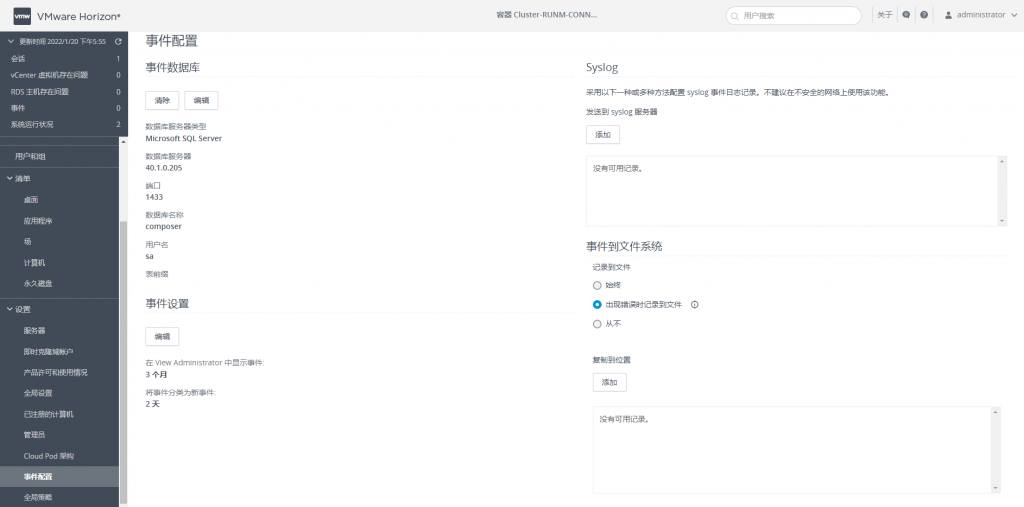 vmw VMware Horizon®
容器 Cluster-RUNM-CONN...
用户搜索
关于
administrator
更新时间 2022/1/20 下午5:55
会话 1
vCenter 虚拟机存在问题 0
RDS 主机存在问题 0
事件 0
系统运行状况 2
用户和组
清单
桌面
应用程序
场
计算机
永久磁盘
设置
服务器
即时克隆域帐户
产品许可和使用情况
全局设置
已注册的计算机
管理员
Cloud Pod 架构
事件配置
全局策略
事件配置
事件数据库
清除 编辑
数据库服务器类型
Microsoft SQL Server
数据库服务器
40.1.0.205
端口
1433
数据库名称
composer
用户名
sa
表前缀
事件设置
编辑
在 View Administrator 中显示事件:
3 个月
将事件分类为新事件:
2 天
Syslog
采用以下一种或多种方法配置 syslog 事件日志记录。不建议在不安全的网络上使用该功能。
发送到 syslog 服务器
添加
没有可用记录。
事件到文件系统
记录到文件
始终
出现错误时记录到文件
从不
复制到位置
添加
没有可用记录。